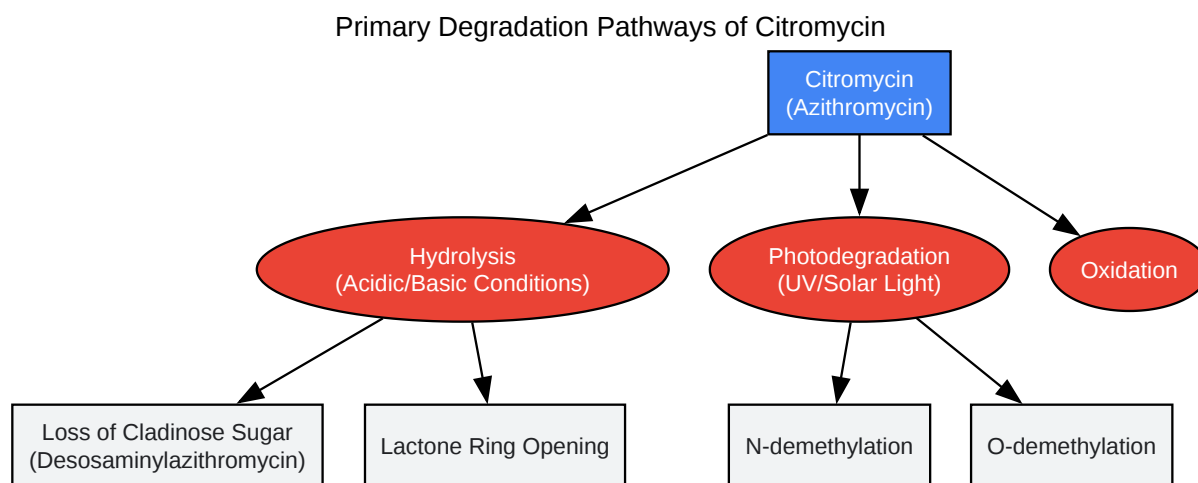 Primary Degradation Pathways of Citromycin
Citromycin
(Azithromycin)
Hydrolysis
(Acidic/Basic Conditions)
Photodegradation
(UV/Solar Light)
Oxidation
Loss of Cladinose Sugar
(Desosaminylazithromycin)
Lactone Ring Opening
N-demethylation
O-demethylation